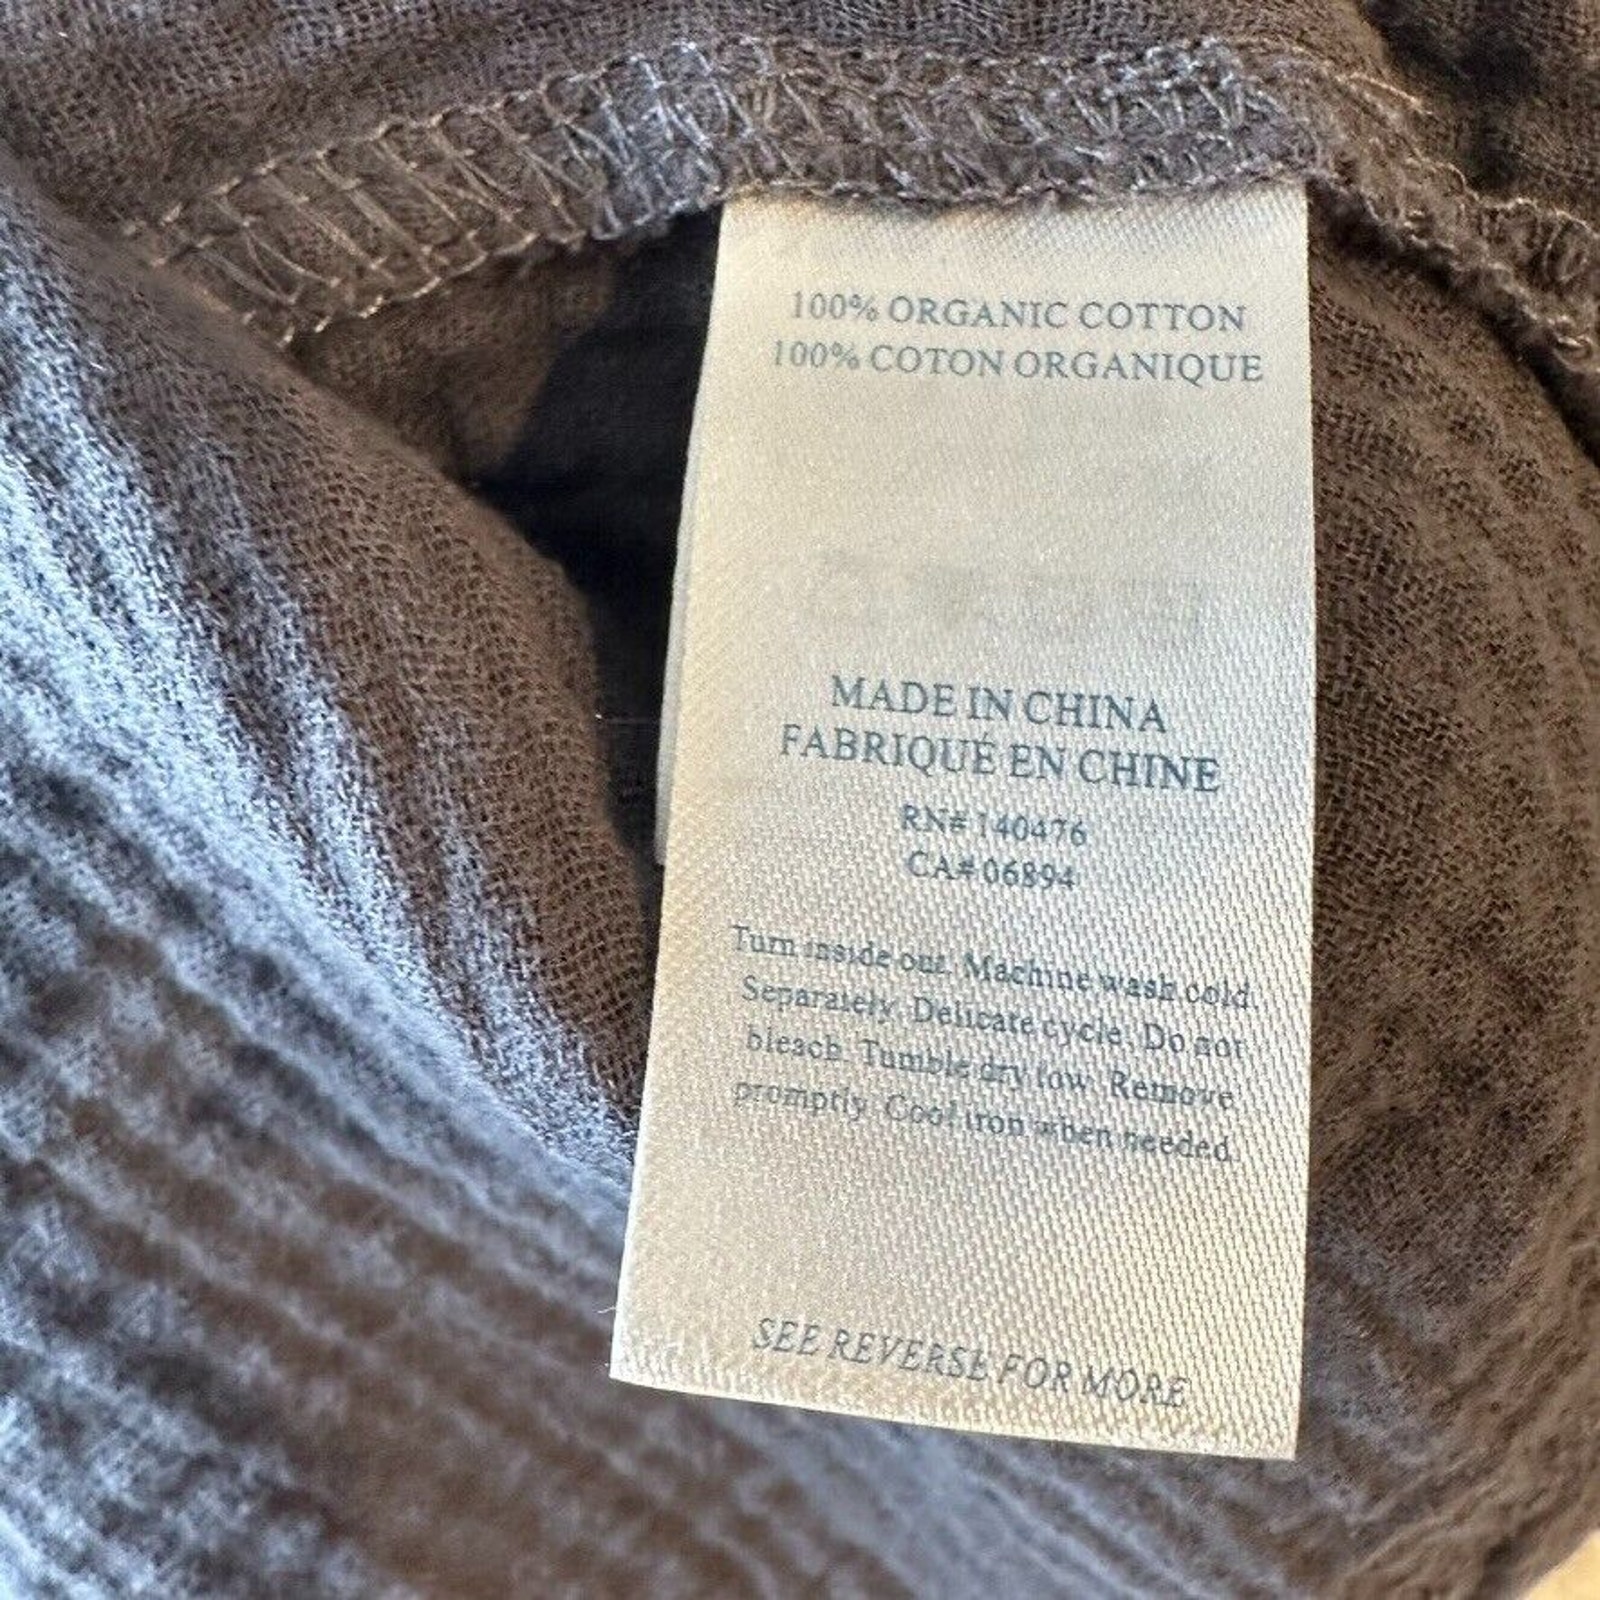 100% ORGANIC COTTON
100% COTON ORGANIQUE
MADE IN CHINA
FABRIQUÉ EN CHINE
RN# 140476
CA# 06894
Turn inside out. Machine wash cold.
Separately. Delicate cycle. Do not
bleach. Tumble dry low. Remove
promptly. Cool iron when needed.
SEE REVERSE FOR MORE